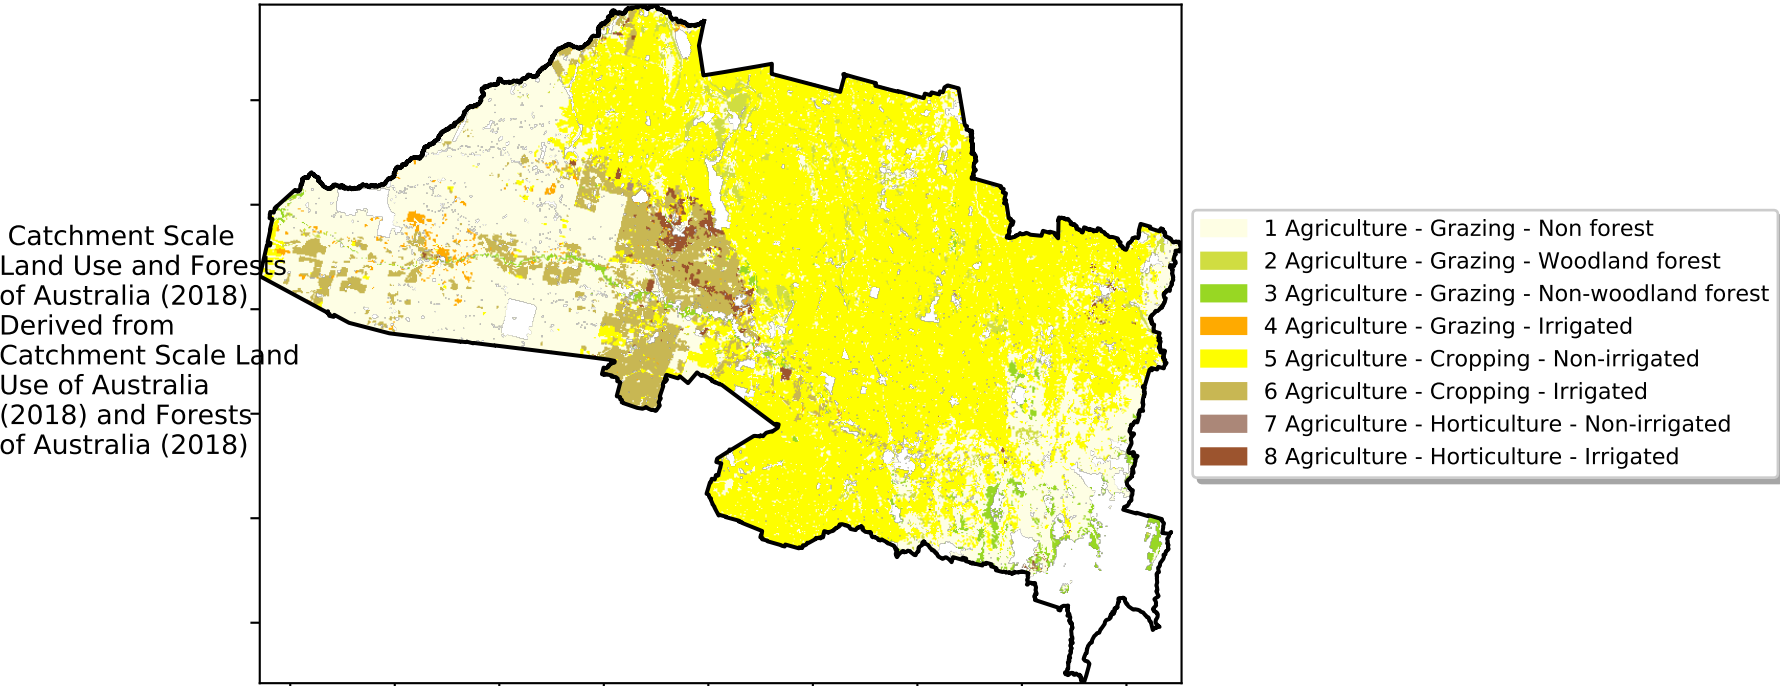 Catchment Scale
Land Use and Forests
of Australia (2018)
Derived from
Catchment Scale Land
Use of Australia
(2018) and Forests
of Australia (2018)
1 Agriculture - Grazing - Non forest
2 Agriculture - Grazing - Woodland forest
3 Agriculture - Grazing - Non-woodland forest
4 Agriculture - Grazing - Irrigated
5 Agriculture - Cropping - Non-irrigated
6 Agriculture - Cropping - Irrigated
7 Agriculture - Horticulture - Non-irrigated
8 Agriculture - Horticulture - Irrigated